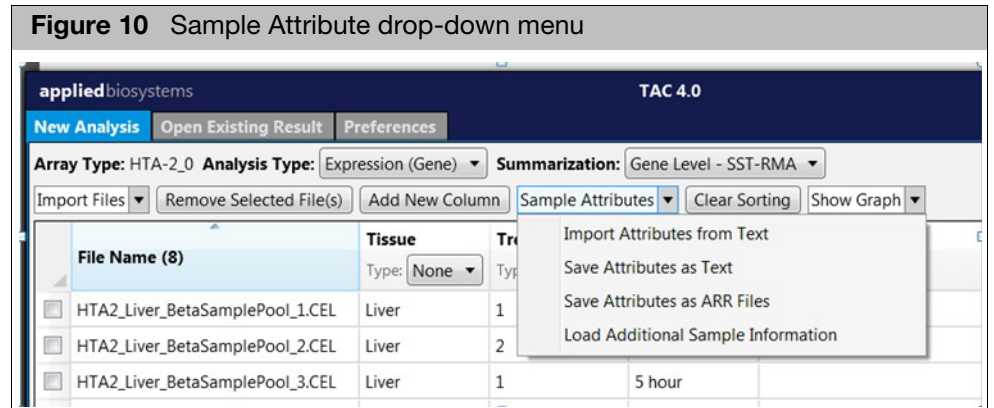 Figure 10 Sample Attribute drop-down menu
appliedbiosystems TAC 4.0
New Analysis Open Existing Result Preferences
Array Type: HTA-2_0 Analysis Type: Expression (Gene) Summarization: Gene Level - SST-RMA
Import Files Remove Selected File(s) Add New Column Sample Attributes Clear Sorting Show Graph
File Name (8) Tissue
Type: None
Import Attributes from Text
Save Attributes as Text
Save Attributes as ARR Files
Load Additional Sample Information
HTA2_Liver_BetaSamplePool_1.CEL Liver 1
HTA2_Liver_BetaSamplePool_2.CEL Liver 2
HTA2_Liver_BetaSamplePool_3.CEL Liver 1 5 hour